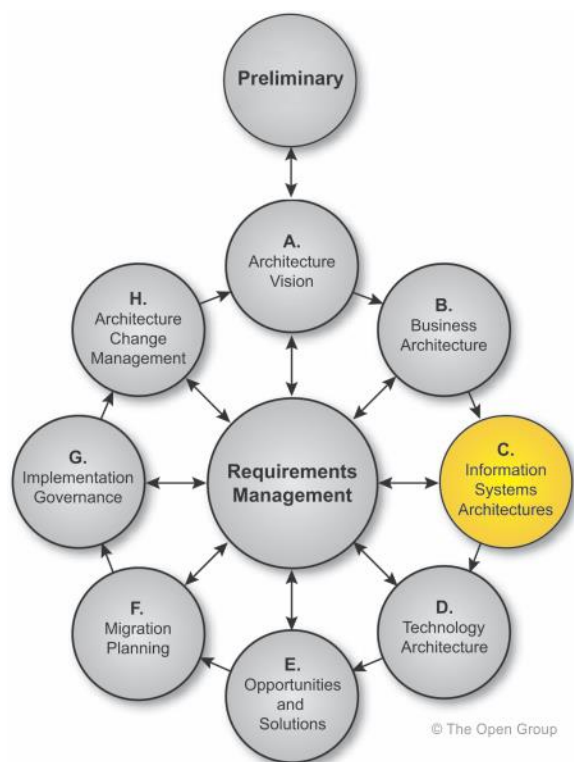 Preliminary
A.
Architecture
Vision
B.
Business
Architecture
C.
Information
Systems
Architectures
D.
Technology
Architecture
E.
Opportunities
and
Solutions
F.
Migration
Planning
G.
Implementation
Governance
H.
Architecture
Change
Management
Requirements
Management
© The Open Group